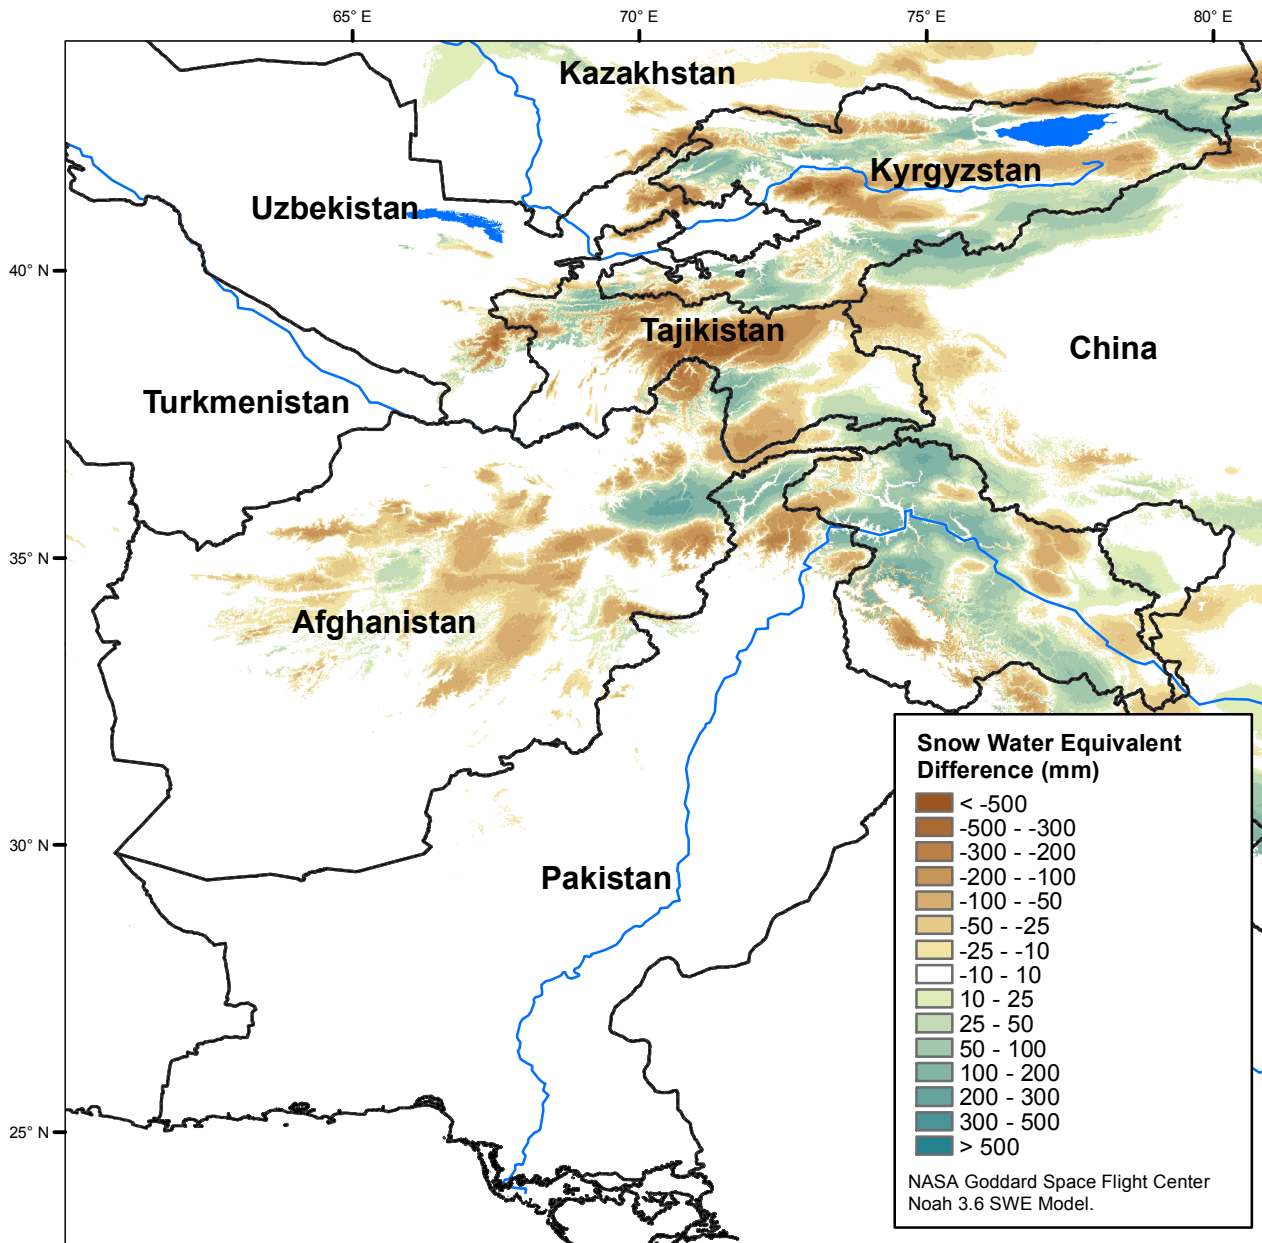 65° E
70° E
75° E
80° E
Kazakhstan
Kyrgyzstan
Uzbekistan
40° N
Tajikistan
China
Turkmenistan
35° N
Afghanistan
30° N
Pakistan
25° N
Snow Water Equivalent
Difference (mm)
< -500
-500 - -300
-300 - -200
-200 - -100
-100 - -50
-50 - -25
-25 - -10
-10 - 10
10 - 25
25 - 50
50 - 100
100 - 200
200 - 300
300 - 500
> 500
NASA Goddard Space Flight Center
Noah 3.6 SWE Model.